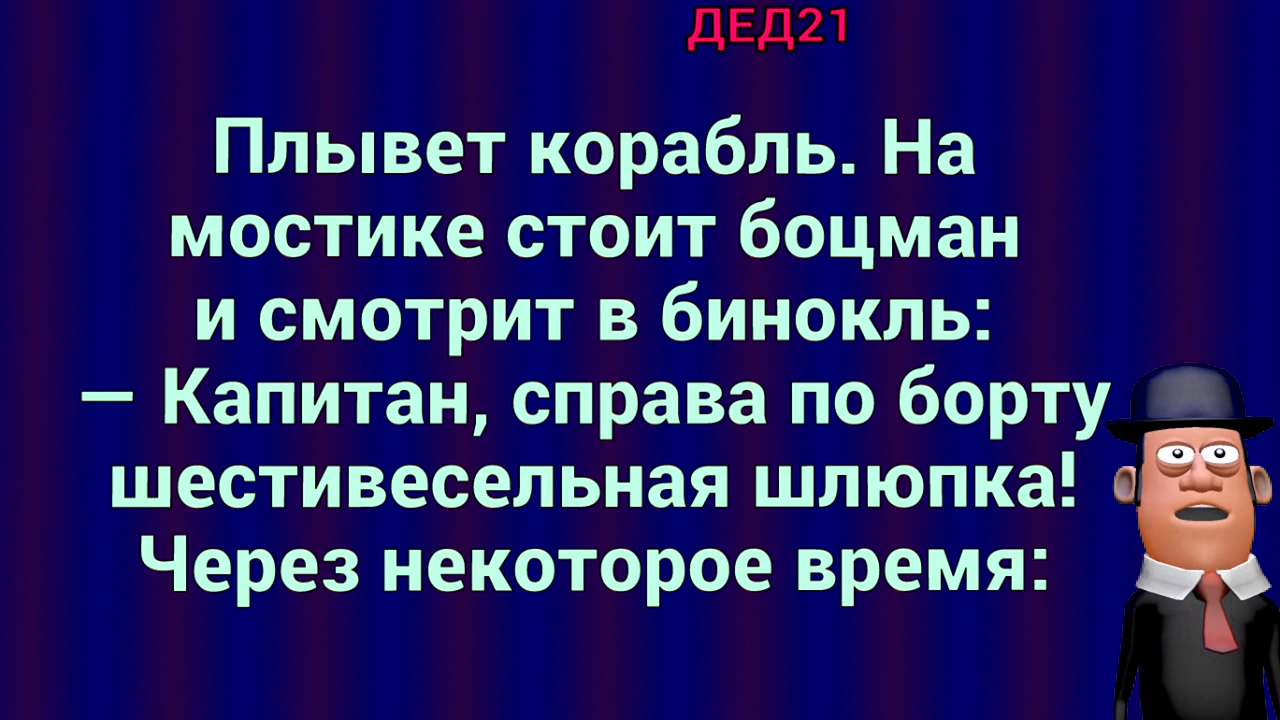 ДЕД21
Плывет корабль. На
мостике стоит боцман
и смотрит в бинокль:
— Капитан, справа по борту
шестивесельная шлюпка!
Через некоторое время: